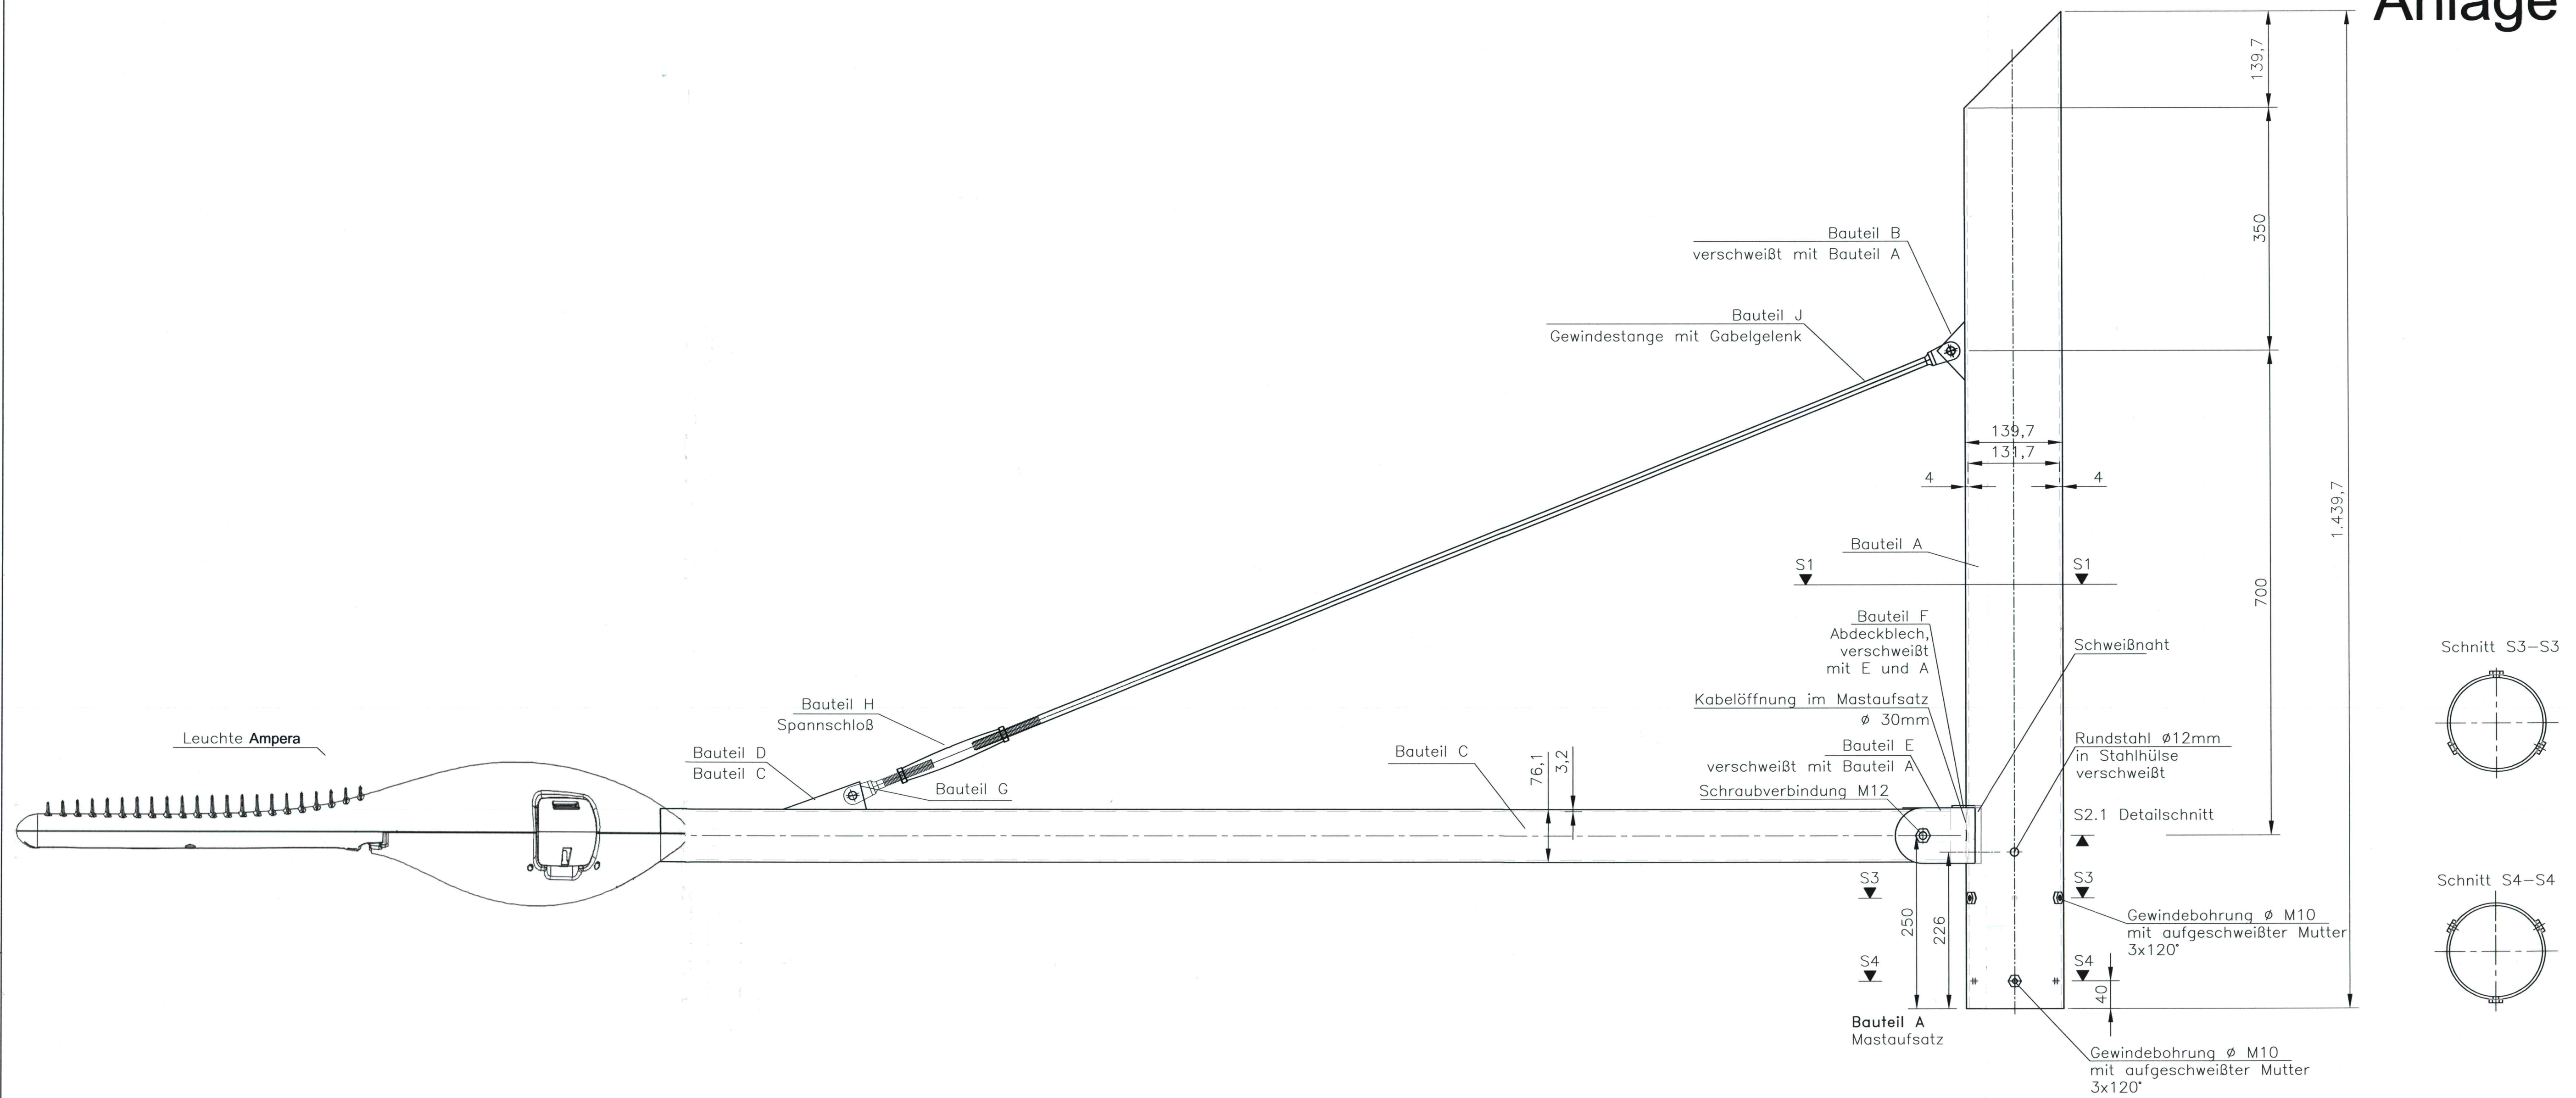 Anlage
139,7
350
Bauteil B
verschweißt mit Bauteil A
Bauteil J
Gewindestange mit Gabelgelenk
139,7
131,7
4
4
1.439,7
Bauteil A
S1
S1
700
Bauteil F
Abdeckblech,
verschweißt
mit E und A
Schweißnaht
Schnitt S3-S3
Kabelöffnung im Mastaufsatz
ø 30mm
Bauteil H
Spannschloß
Leuchte Ampera
Bauteil D
Bauteil C
Bauteil G
Bauteil C
76,1
3,2
Bauteil E
verschweißt mit Bauteil A
Schraubverbindung M12
Rundstahl ø12mm
in Stahlhülse
verschweißt
S2.1 Detailschnitt
S3
S3
Schnitt S4-S4
250
226
Gewindebohrung ø M10
mit aufgeschweißter Mutter
3x120°
S4
S4
40
Bauteil A
Mastaufsatz
Gewindebohrung ø M10
mit aufgeschweißter Mutter
3x120°